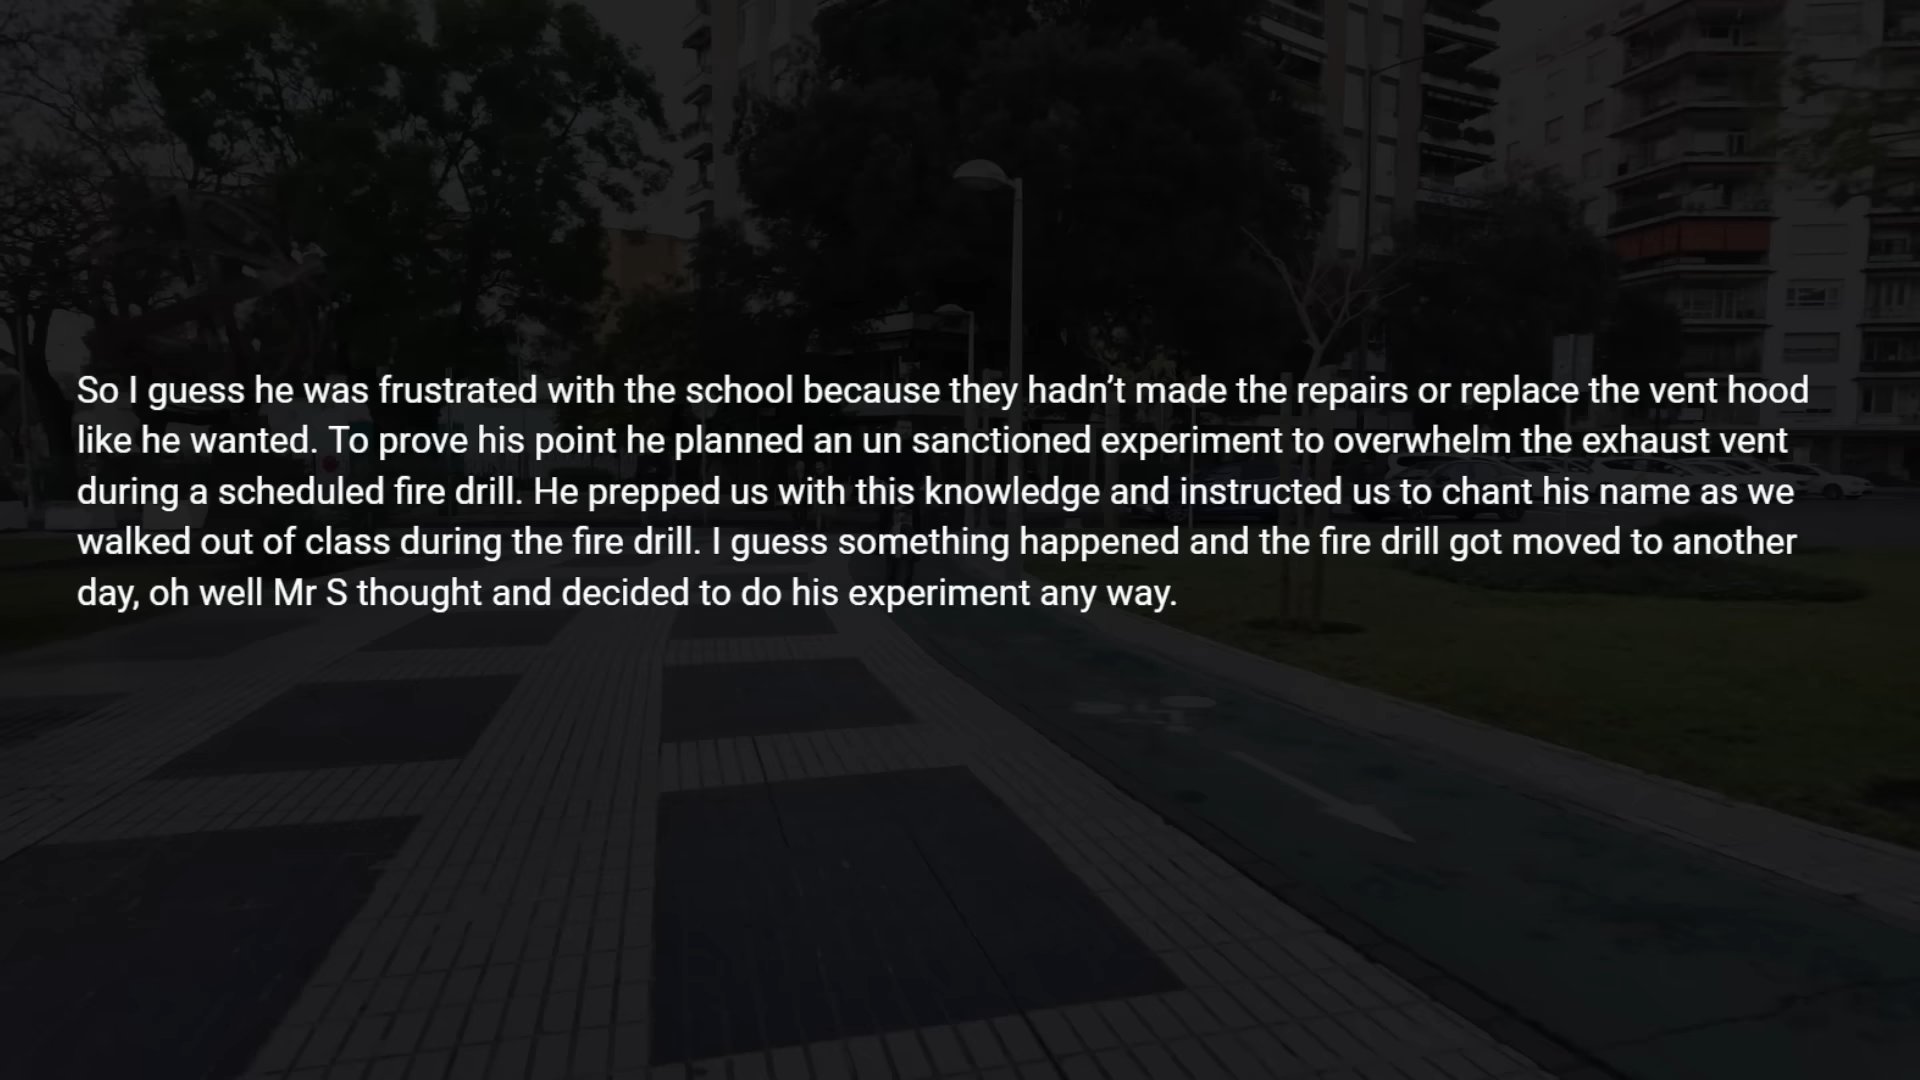 So I guess he was frustrated with the school because they hadn’t made the repairs or replace the vent hood
like he wanted. To prove his point he planned an un sanctioned experiment to overwhelm the exhaust vent
during a scheduled fire drill. He prepped us with this knowledge and instructed us to chant his name as we
walked out of class during the fire drill. I guess something happened and the fire drill got moved to another
day, oh well Mr S thought and decided to do his experiment any way.